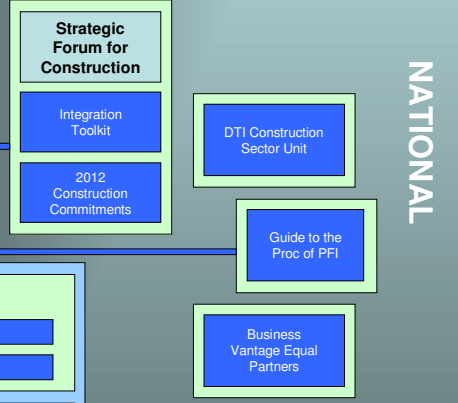 Strategic
Forum for
Construction
Integration
Toolkit
2012
Construction
Commitments
DTI Construction
Sector Unit
Guide to the
Proc of PFI
Business
Vantage Equal
Partners
NATIONAL